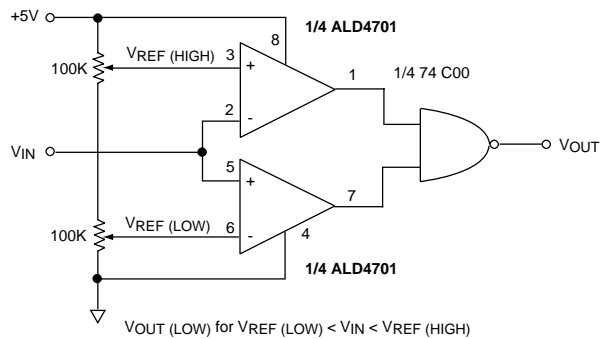 +5V
1/4 ALD4701
8
VREF (HIGH)
3
+
1
1/4 74 C00
100K
2
-
VIN
VOUT
5
+
7
VREF (LOW)
6
-
4
100K
1/4 ALD4701
VOUT (LOW) for VREF (LOW) < VIN < VREF (HIGH)